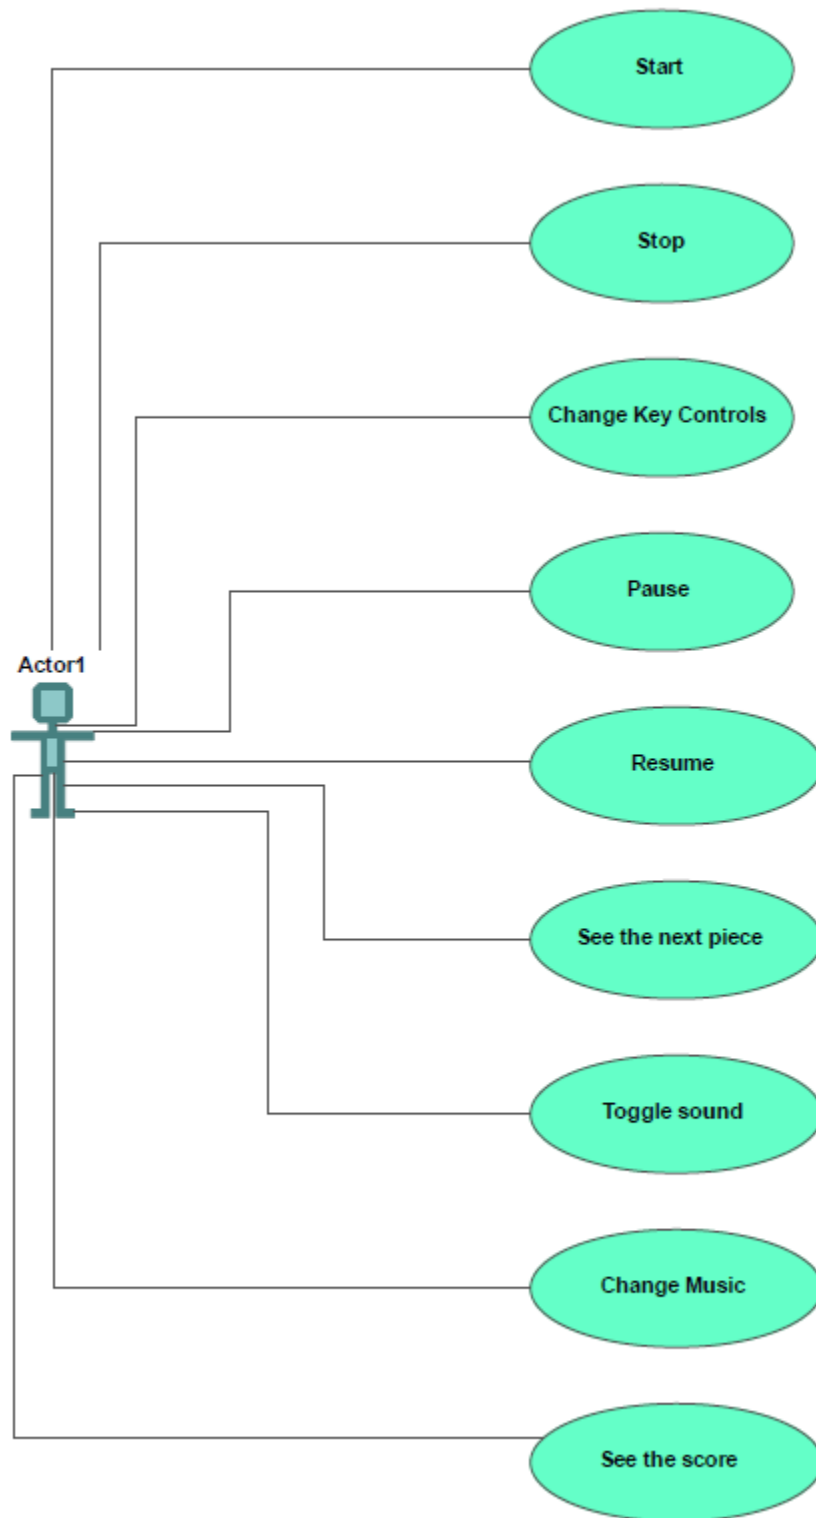 Start
Stop
Change Key Controls
Pause
Actor1
Resume
See the next piece
Toggle sound
Change Music
See the score